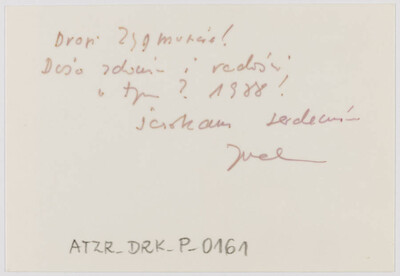 Drogi Zygmuncie!
Dużo zdrowia i radości
w tym ? 1988!
ściskam serdecznie
ATZR_DRK_P_0161